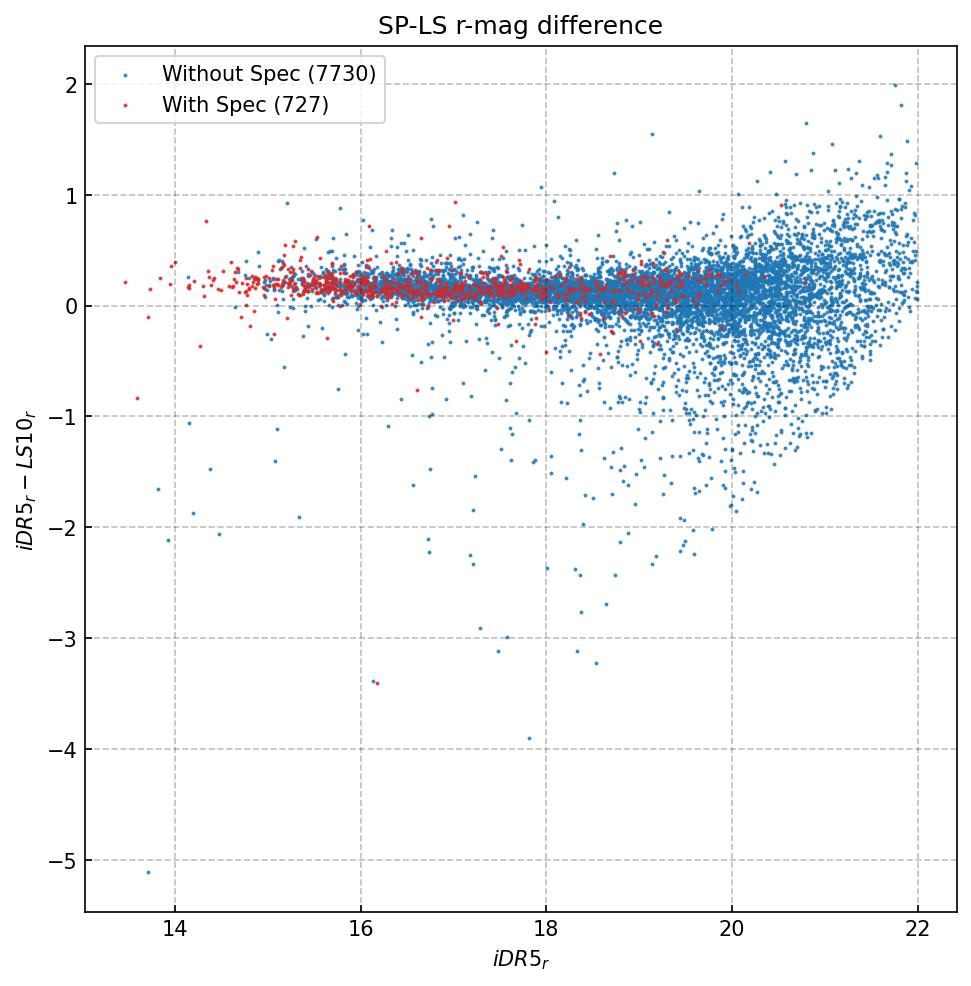 SP-LS r-mag difference
Without Spec (7730)
With Spec (727)
2
1
0
−1
−2
−3
−4
−5
iDR5r − LS10r
14
16
18
20
22
iDR5r